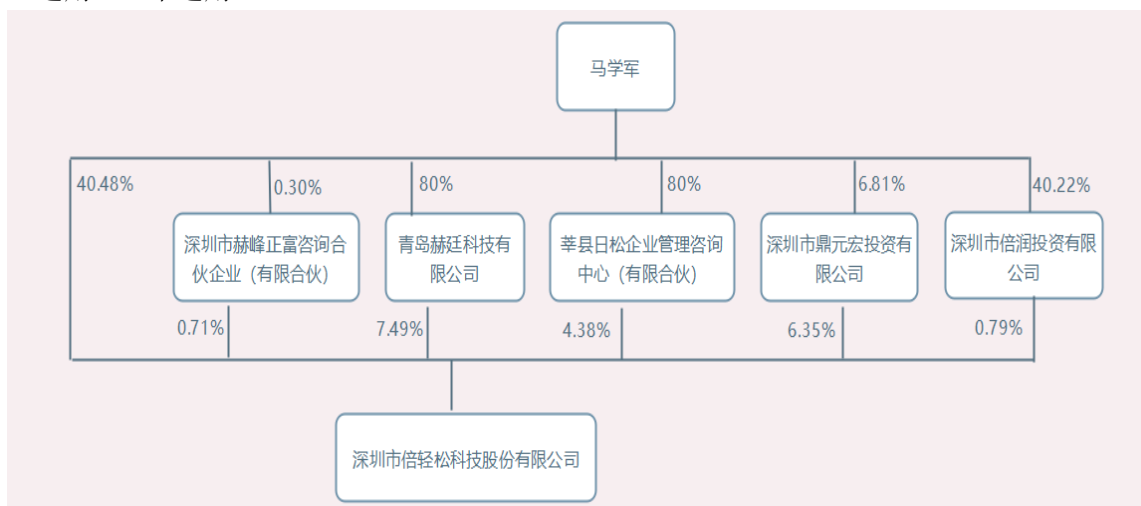 马学军
40.48%
0.30%
80%
80%
6.81%
40.22%
深圳市赫峰正富咨询合
伙企业（有限合伙）
青岛赫廷科技有
限公司
莘县日松企业管理咨询
中心（有限合伙）
深圳市鼎元宏投资有
限公司
深圳市倍润投资有限
公司
0.71%
7.49%
4.38%
6.35%
0.79%
深圳市倍轻松科技股份有限公司